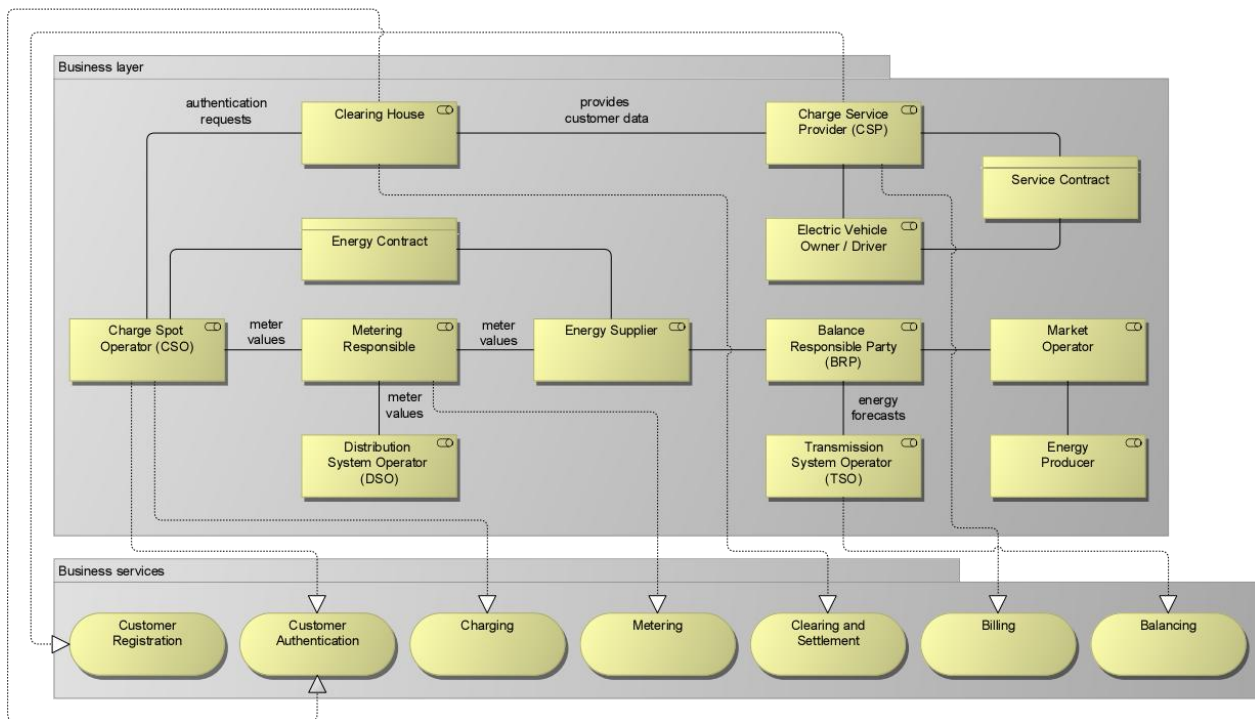 Business layer
authentication
requests
Clearing House
provides
customer data
Charge Service
Provider (CSP)
Service Contract
Energy Contract
Electric Vehicle
Owner / Driver
Charge Spot
Operator (CSO)
meter
values
Metering
Responsible
meter
values
Energy Supplier
Balance
Responsible Party
(BRP)
Market
Operator
meter
values
energy
forecasts
Distribution
System Operator
(DSO)
Transmission
System Operator
(TSO)
Energy
Producer
Business services
Customer
Registration
Customer
Authentication
Charging
Metering
Clearing and
Settlement
Billing
Balancing